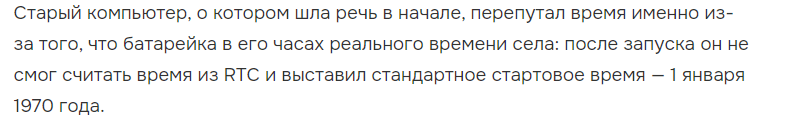 Старый компьютер, о котором шла речь в начале, перепутал время именно из-
за того, что батарейка в его часах реального времени села: после запуска он не
смог считать время из RTC и выставил стандартное стартовое время — 1 января
1970 года.